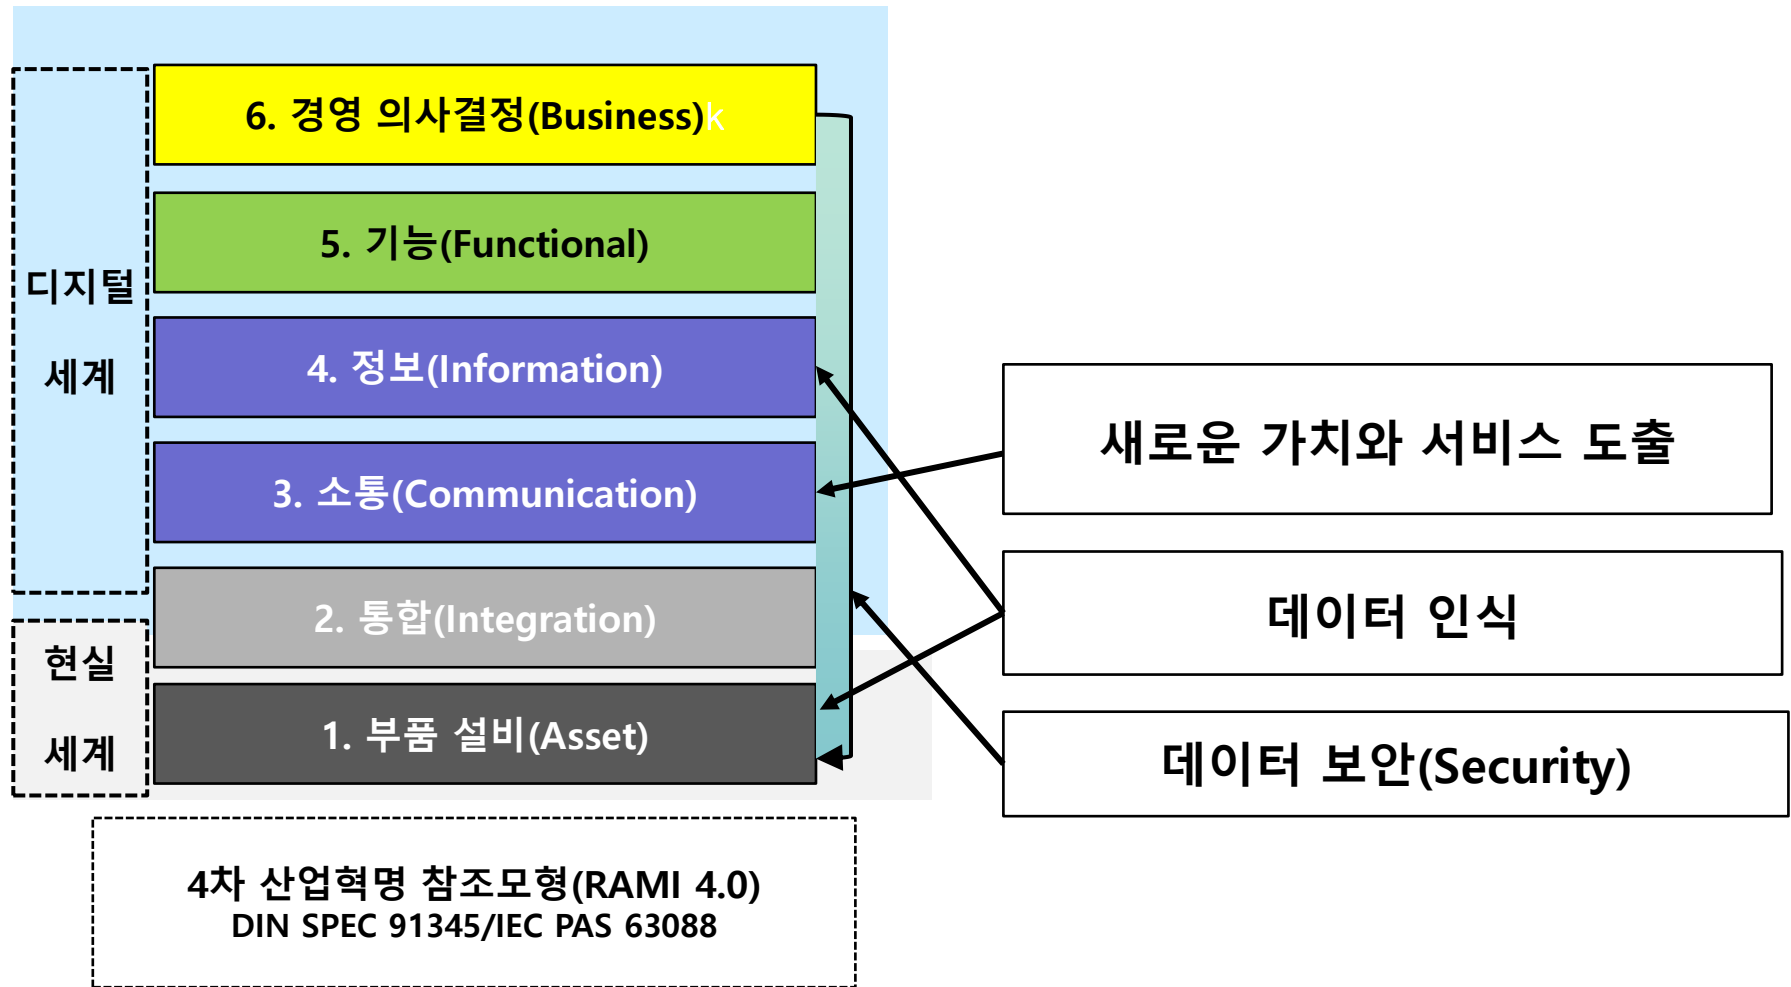 6. 경영 의사결정(Business)k
5. 기능(Functional)
디지털
세계
4. 정보(Information)
3. 소통(Communication)
2. 통합(Integration)
현실
세계
1. 부품 설비(Asset)
새로운 가치와 서비스 도출
데이터 인식
데이터 보안(Security)
4차 산업혁명 참조모형(RAMI 4.0)
DIN SPEC 91345/IEC PAS 63088